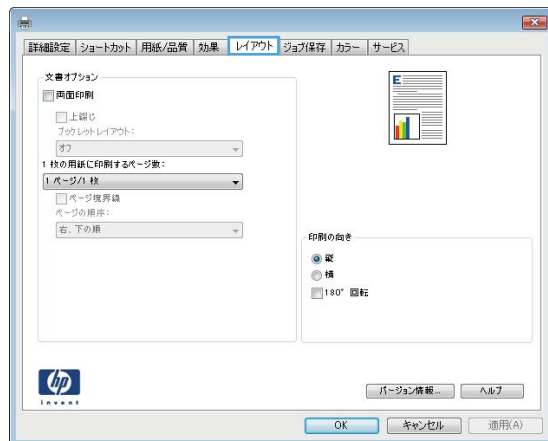 詳細設定 ショートカット 用紙/品質 効果 レイアウト ジョブ保存 カラー サービス
文書オプション
両面印刷
上綴じ
ブックレットレイアウト:
オフ
1 枚の用紙に印刷するページ数:
1 ページ/1 枚
ページ境界線
ページの順序:
右、下の順
E
印刷の向き
縦
横
180° 回転
hp
invent
バージョン情報... ヘルプ
OK キャンセル 適用(A)